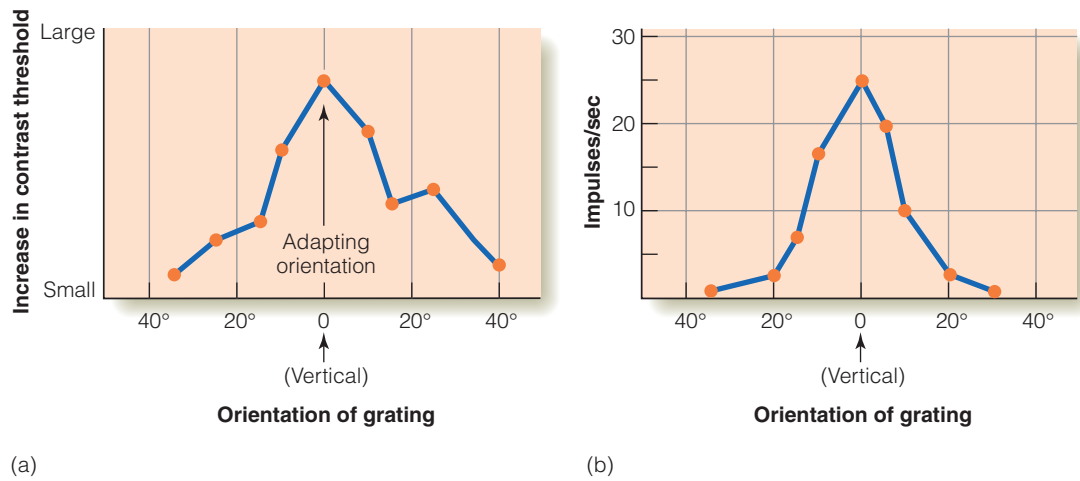 Increase in contrast threshold
Large
Small
Adapting
orientation
40° 20° 0 20° 40°
(Vertical)
Orientation of grating
(a)
Impulses/sec
30
20
10
40° 20° 0 20° 40°
(Vertical)
Orientation of grating
(b)